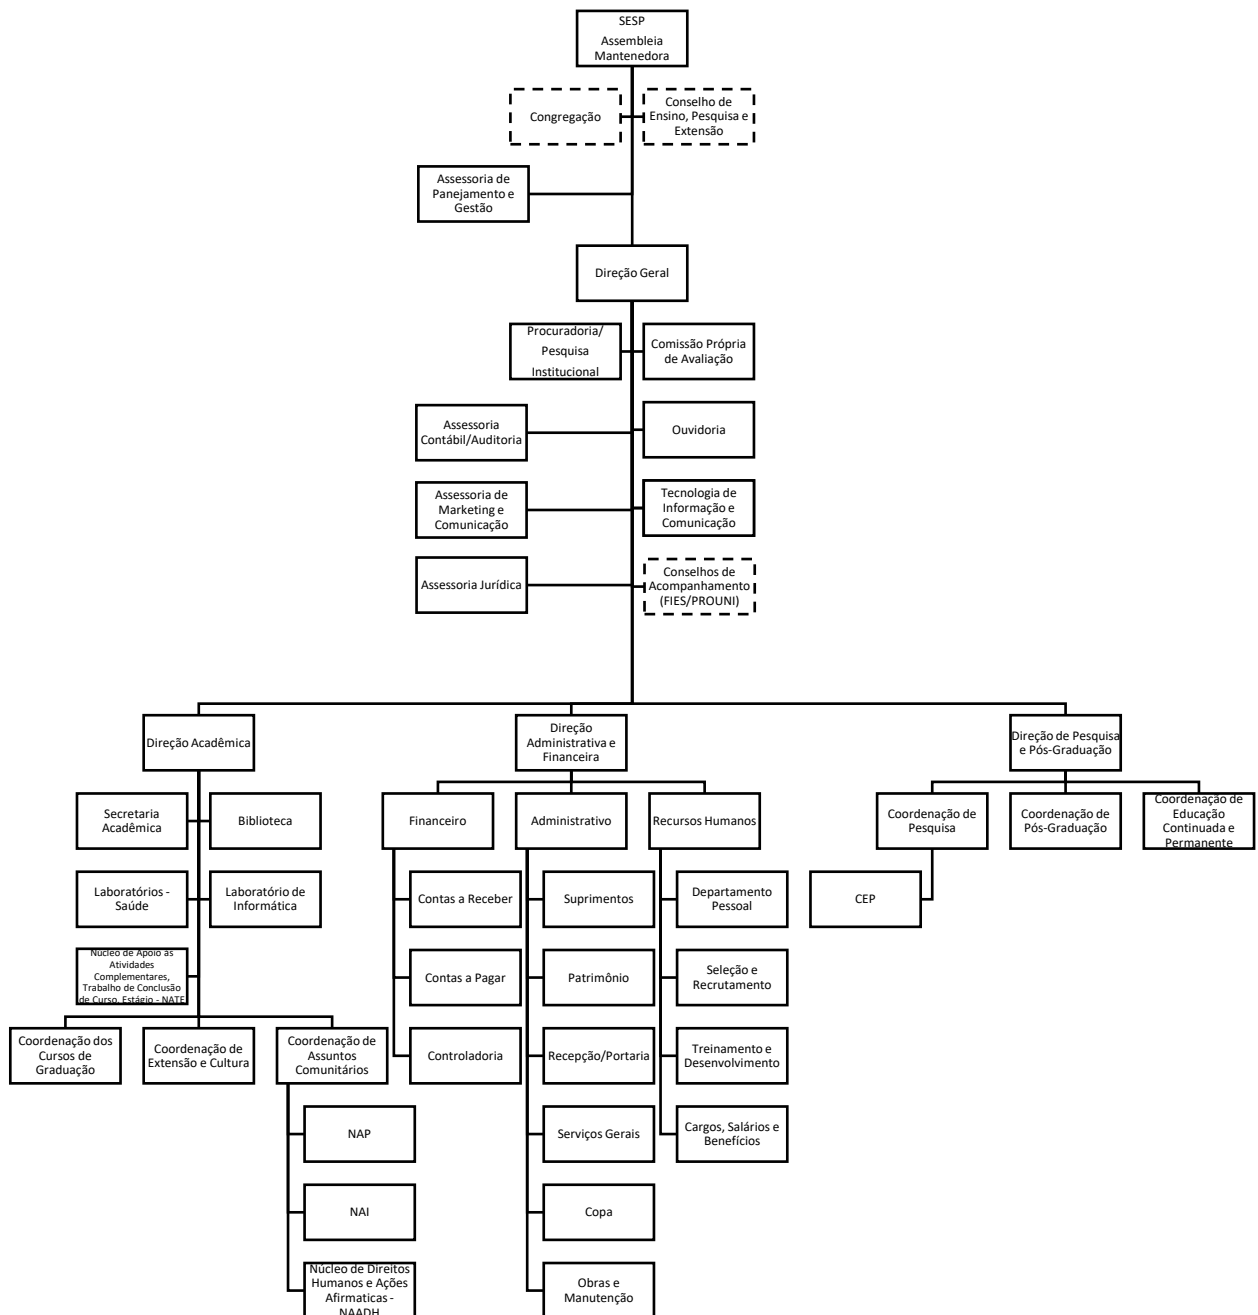 SESP
Assembleia
Mantenedora
Congregação
Conselho de
Ensino, Pesquisa e
Extensão
Assessoria de
Panejamento e
Gestão
Direção Geral
Procuradoria/
Pesquisa
Institucional
Comissão Própria
de Avaliação
Assessoria
Contábil/Auditoria
Ouvidoria
Assessoria de
Marketing e
Comunicação
Tecnologia de
Informação e
Comunicação
Assessoria Jurídica
Conselhos de
Acompanhamento
(FIES/PROUNI)
Direção Acadêmica
Direção
Administrativa e
Financeira
Direção de Pesquisa
e Pós-Graduação
Secretaria
Acadêmica
Biblioteca
Financeiro
Administrativo
Recursos Humanos
Coordenação de
Pesquisa
Coordenação de
Pós-Graduação
Coordenação de
Educação
Continuada e
Permanente
Laboratórios -
Saúde
Laboratório de
Informática
Contas a Receber
Suprimentos
Departamento
Pessoal
CEP
Núcleo de Apoio às
Atividades
Complementares,
Trabalho de Conclusão
de Curso, Estágio - NATE
Contas a Pagar
Patrimônio
Seleção e
Recrutamento
Coordenação dos
Cursos de
Graduação
Coordenação de
Extensão e Cultura
Coordenação de
Assuntos
Comunitários
Controladoria
Recepção/Portaria
Treinamento e
Desenvolvimento
NAP
Serviços Gerais
Cargos, Salários e
Benefícios
NAI
Copa
Núcleo de Direitos
Humanos e Ações
Afirmaticas -
NAADH
Obras e
Manutenção